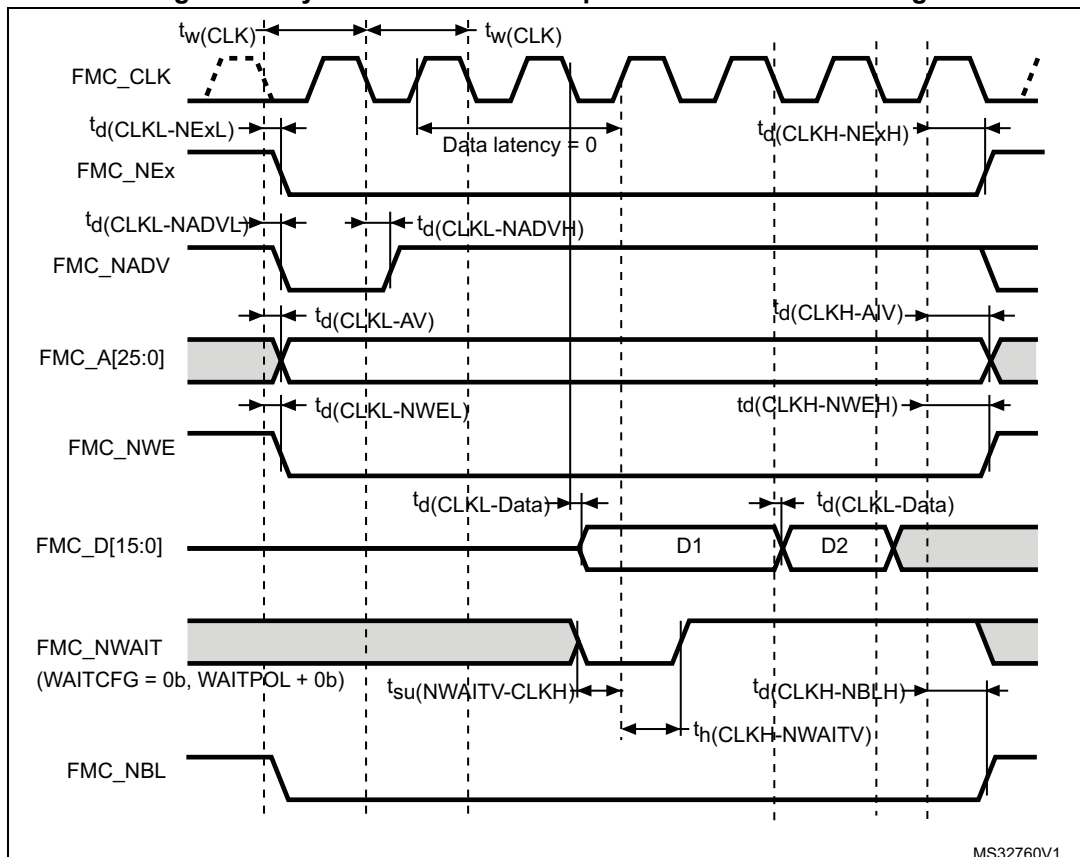 tw(CLK)
tw(CLK)
FMC_CLK
td(CLKL-NExL)
Data latency = 0
td(CLKH-NExH)
FMC_NEx
td(CLKL-NADVL)
td(CLKL-NADVH)
FMC_NADV
td(CLKL-AV)
td(CLKH-AIV)
FMC_A[25:0]
td(CLKL-NWEL)
td(CLKH-NWEH)
FMC_NWE
td(CLKL-Data)
td(CLKL-Data)
FMC_D[15:0]
D1
D2
FMC_NWAIT
(WAITCFG = 0b, WAITPOL + 0b)
tsu(NWAITV-CLKH)
td(CLKH-NBLH)
th(CLKH-NWAITV)
FMC_NBL
MS32760V1